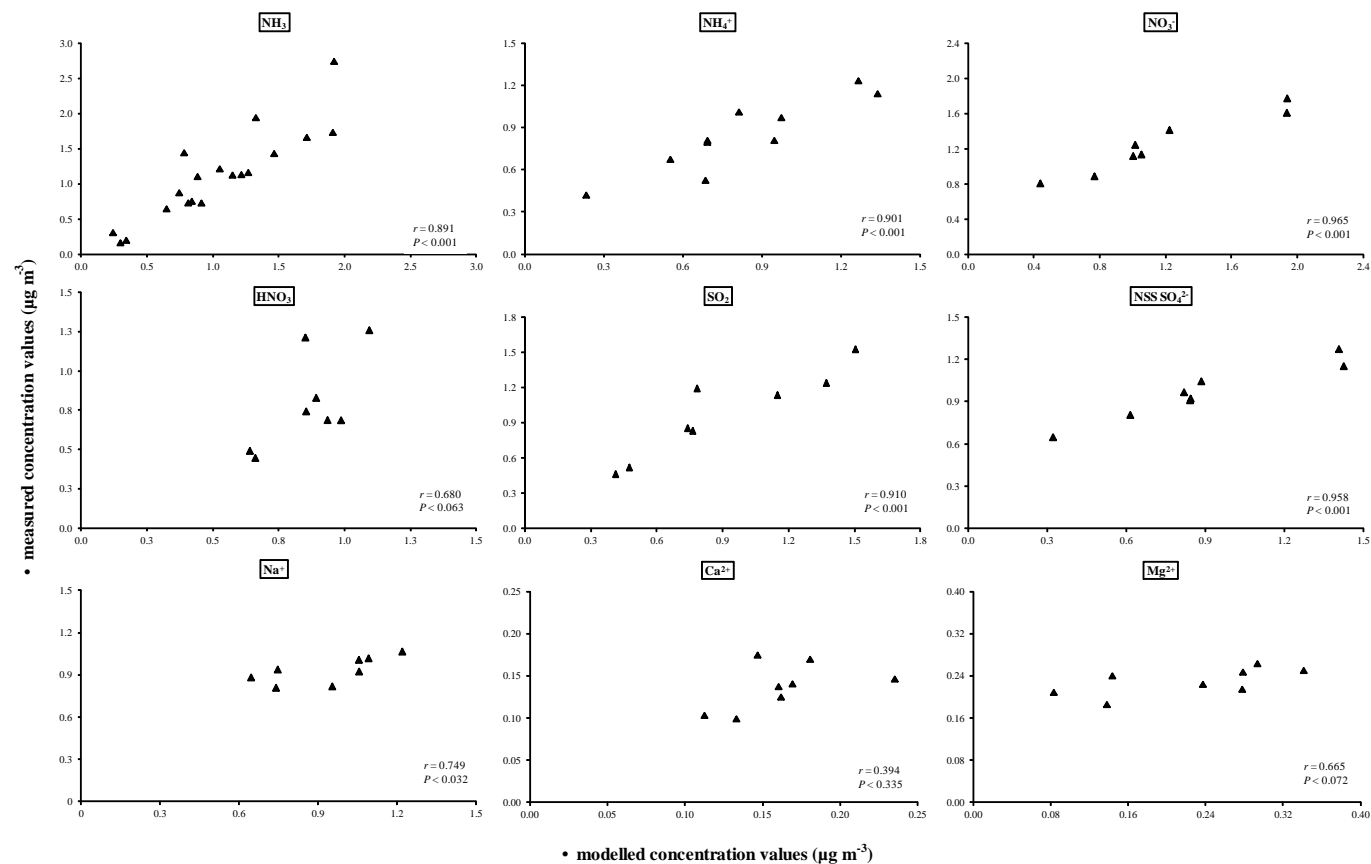 NH₃
3.0
2.5
2.0
1.5
1.0
0.5
0.0
0.0 0.5 1.0 1.5 2.0 2.5 3.0
r = 0.891
P < 0.001
NH₄⁺
1.5
1.2
0.9
0.6
0.3
0.0
0.0 0.3 0.6 0.9 1.2 1.5
r = 0.901
P < 0.001
NO₃⁻
2.4
2.0
1.6
1.2
0.8
0.4
0.0
0.0 0.4 0.8 1.2 1.6 2.0 2.4
r = 0.965
P < 0.001
• measured concentration values (µg m⁻³)
HNO₃
1.5
1.3
1.0
0.8
0.5
0.3
0.0
0.0 0.3 0.5 0.8 1.0 1.3 1.5
r = 0.680
P < 0.063
SO₂
1.8
1.5
1.2
0.9
0.6
0.3
0.0
0.0 0.3 0.6 0.9 1.2 1.5 1.8
r = 0.910
P < 0.001
NSS SO₄²⁻
1.5
1.2
0.9
0.6
0.3
0.0
0.0 0.3 0.6 0.9 1.2 1.5
r = 0.958
P < 0.001
Na⁺
1.5
1.2
0.9
0.6
0.3
0
0.0 0.3 0.6 0.9 1.2 1.5
r = 0.749
P < 0.032
Ca²⁺
0.25
0.20
0.15
0.10
0.05
0.00
0.00 0.05 0.10 0.15 0.20 0.25
r = 0.394
P < 0.335
Mg²⁺
0.40
0.32
0.24
0.16
0.08
0.00
0.00 0.08 0.16 0.24 0.32 0.40
r = 0.665
P < 0.072
• modelled concentration values (µg m⁻³)